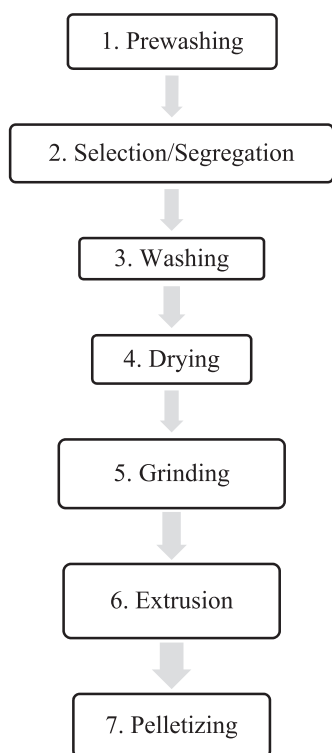 1. Prewashing
2. Selection/Segregation
3. Washing
4. Drying
5. Grinding
6. Extrusion
7. Pelletizing